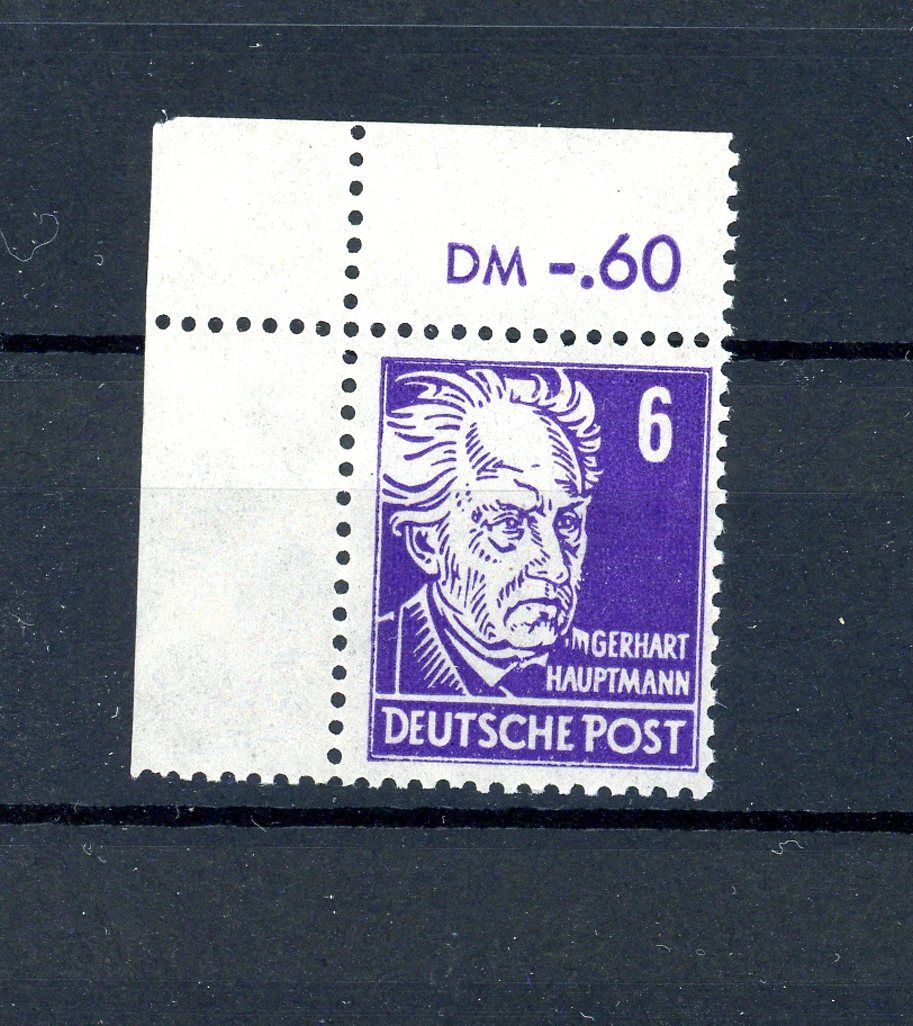 DM -.60
6
GERHART
HAUPTMANN
DEUTSCHE POST